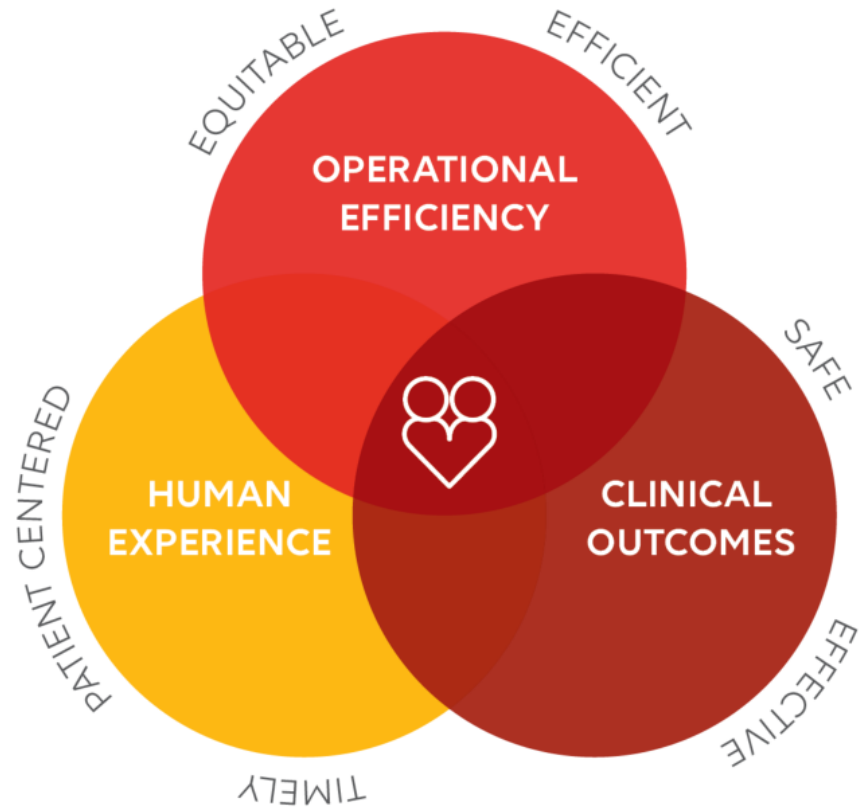 EQUITABLE
EFFICIENT
OPERATIONAL
EFFICIENCY
SAFE
PATIENT CENTERED
HUMAN
EXPERIENCE
CLINICAL
OUTCOMES
EFFECTIVE
TIMELY